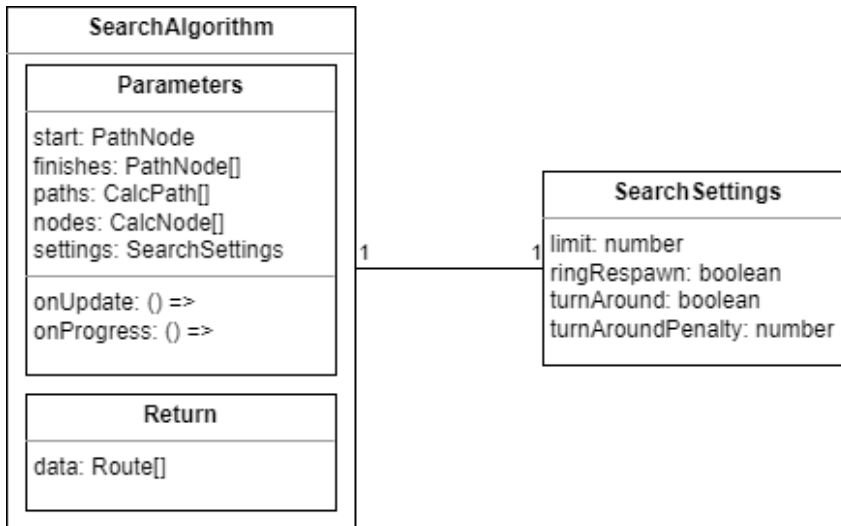 SearchAlgorithm
Parameters
start: PathNode
finishes: PathNode[]
paths: CalcPath[]
nodes: CalcNode[]
settings: SearchSettings
onUpdate: () =>
onProgress: () =>
Return
data: Route[]
1
1
SearchSettings
limit: number
ringRespawn: boolean
turnAround: boolean
turnAroundPenalty: number